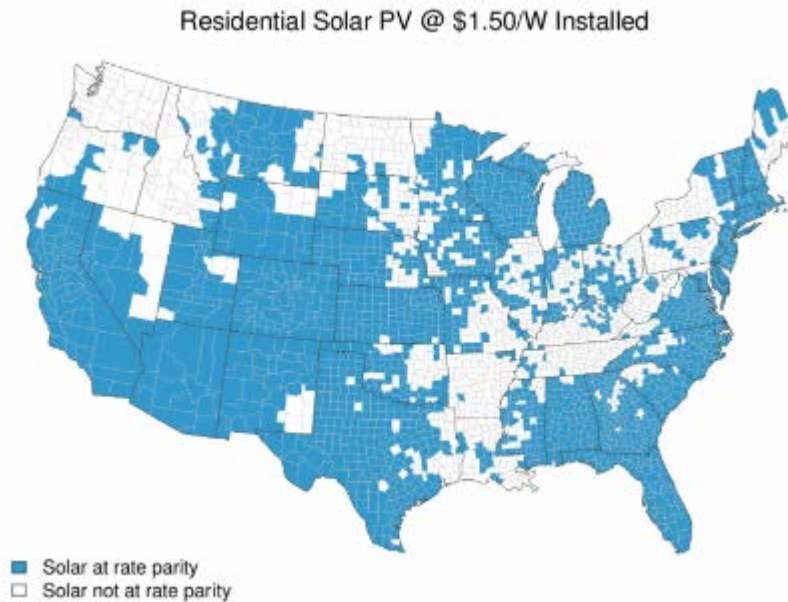 Residential Solar PV @ $1.50/W Installed
Solar at rate parity
Solar not at rate parity